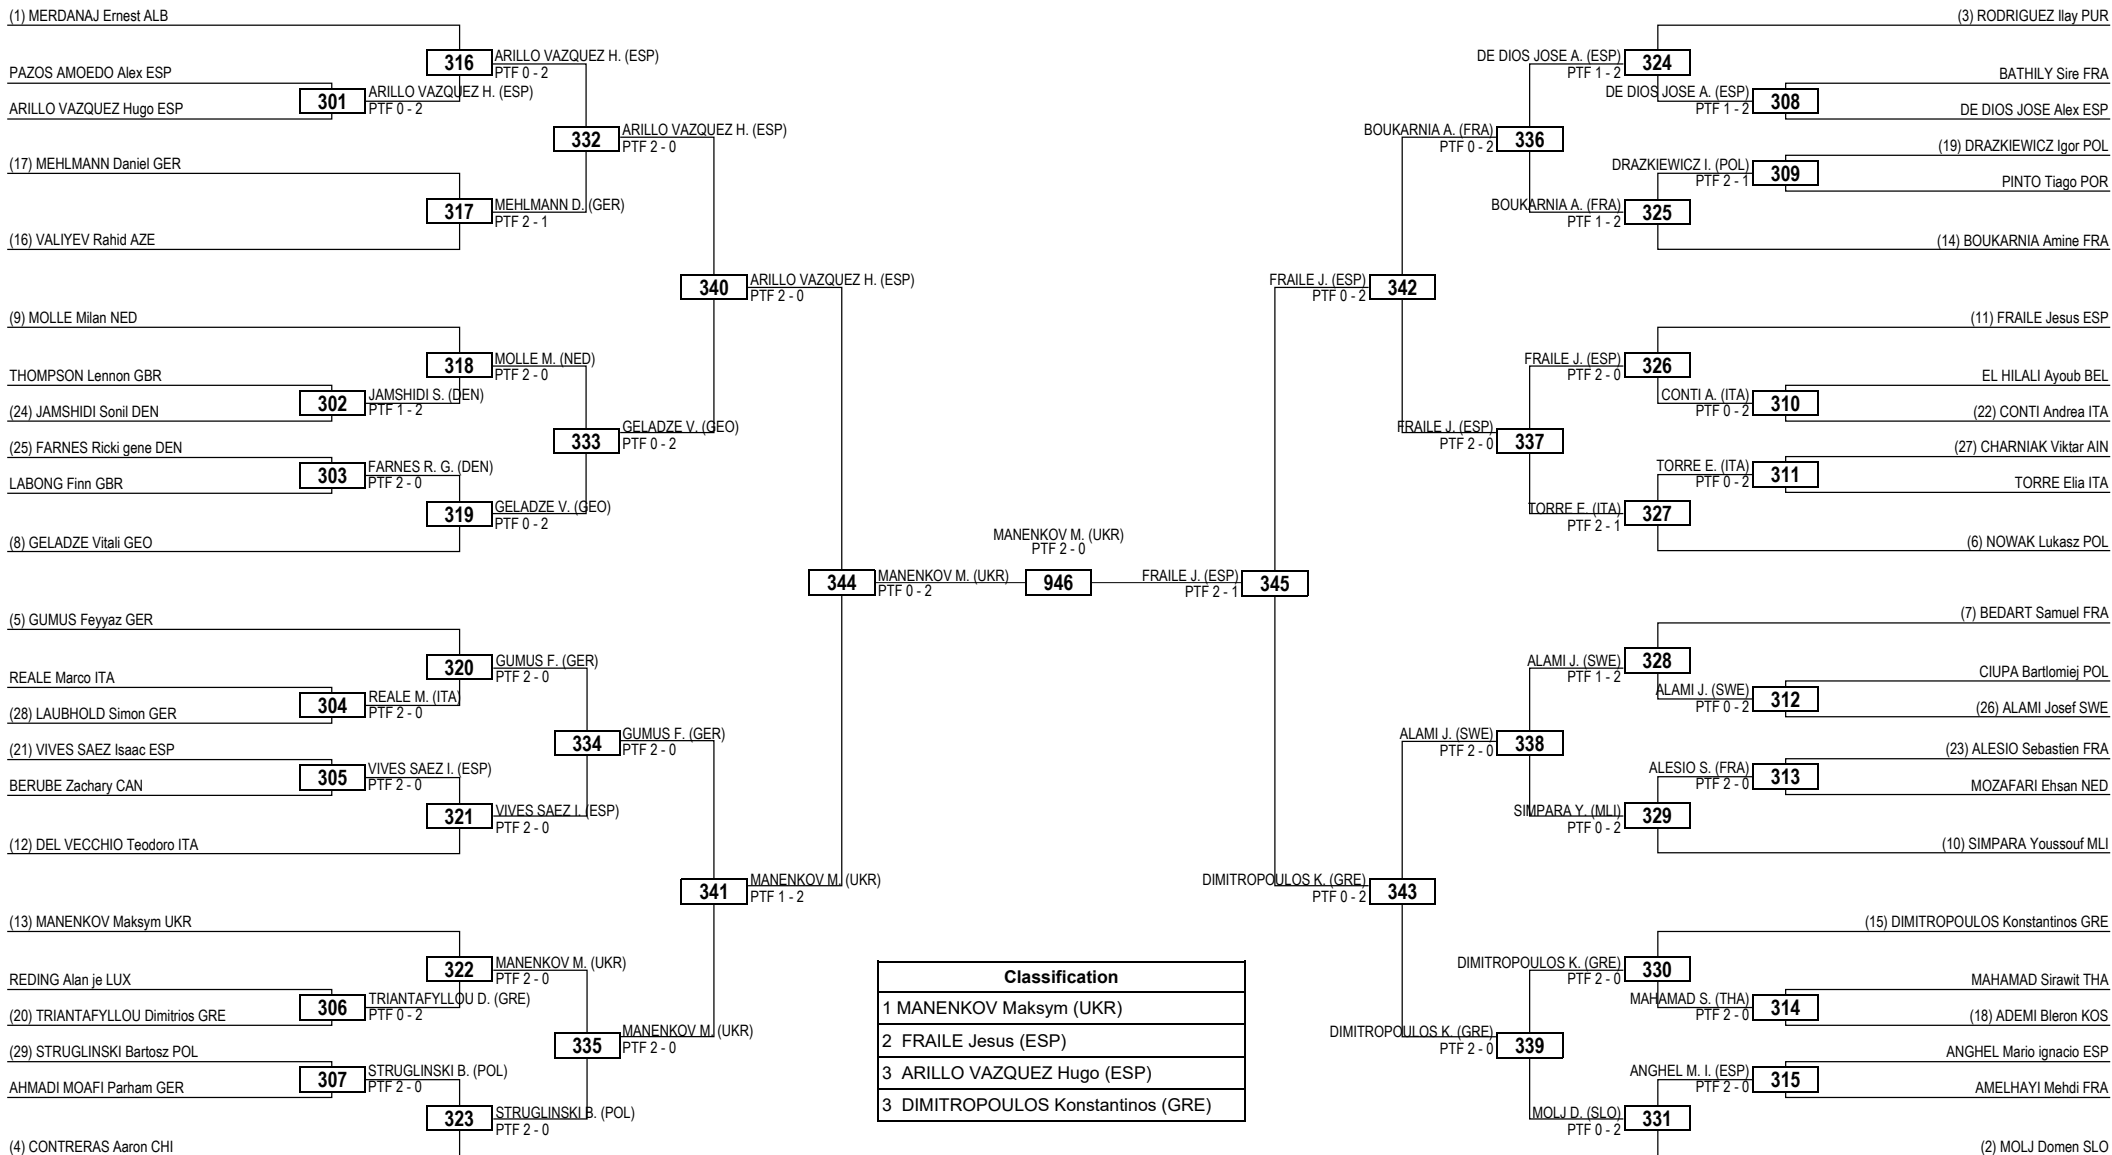 (1) MERDANAJ Ernest ALB
316
ARILLO VAZQUEZ H. (ESP)
PTF 0 - 2
PAZOS AMOEDO Alex ESP
301
ARILLO VAZQUEZ H. (ESP)
PTF 0 - 2
ARILLO VAZQUEZ Hugo ESP
332
ARILLO VAZQUEZ H. (ESP)
PTF 2 - 0
(17) MEHLMANN Daniel GER
317
MEHLMANN D. (GER)
PTF 2 - 1
(16) VALIYEV Rahid AZE
340
ARILLO VAZQUEZ H. (ESP)
PTF 2 - 0
(9) MOLLE Milan NED
318
MOLLE M. (NED)
PTF 2 - 0
THOMPSON Lennon GBR
302
JAMSHIDI S. (DEN)
PTF 1 - 2
(24) JAMSHIDI Sonil DEN
333
GELADZE V. (GEO)
PTF 0 - 2
(25) FARNES Ricki gene DEN
303
FARNES R. G. (DEN)
PTF 2 - 0
LABONG Finn GBR
319
GELADZE V. (GEO)
PTF 0 - 2
(8) GELADZE Vitali GEO
344
MANENKOV M. (UKR)
PTF 0 - 2
(5) GUMUS Feyyaz GER
320
GUMUS F. (GER)
PTF 2 - 0
REALE Marco ITA
304
REALE M. (ITA)
PTF 2 - 0
(28) LAUBHOLD Simon GER
334
GUMUS F. (GER)
PTF 2 - 0
(21) VIVES SAEZ Isaac ESP
305
VIVES SAEZ I. (ESP)
PTF 2 - 0
BERUBE Zachary CAN
321
VIVES SAEZ I. (ESP)
PTF 2 - 0
(12) DEL VECCHIO Teodoro ITA
341
MANENKOV M. (UKR)
PTF 1 - 2
(13) MANENKOV Maksym UKR
322
MANENKOV M. (UKR)
PTF 2 - 0
REDING Alan je LUX
306
TRIANTAFYLLOU D. (GRE)
PTF 0 - 2
(20) TRIANTAFYLLOU Dimitrios GRE
335
MANENKOV M. (UKR)
PTF 2 - 0
(29) STRUGLINSKI Bartosz POL
307
STRUGLINSKI B. (POL)
PTF 2 - 0
AHMADI MOAFI Parham GER
323
STRUGLINSKI B. (POL)
PTF 2 - 0
(4) CONTRERAS Aaron CHI
MANENKOV M. (UKR)
PTF 2 - 0
946
Classification
1 MANENKOV Maksym (UKR)
2 FRAILE Jesus (ESP)
3 ARILLO VAZQUEZ Hugo (ESP)
3 DIMITROPOULOS Konstantinos (GRE)
(3) RODRIGUEZ Ilay PUR
DE DIOS JOSE A. (ESP)
PTF 1 - 2
324
BATHILY Sire FRA
DE DIOS JOSE A. (ESP)
PTF 1 - 2
308
DE DIOS JOSE Alex ESP
BOUKARNIA A. (FRA)
PTF 0 - 2
336
(19) DRAZKIEWICZ Igor POL
DRAZKIEWICZ I. (POL)
PTF 2 - 1
309
PINTO Tiago POR
BOUKARNIA A. (FRA)
PTF 1 - 2
325
(14) BOUKARNIA Amine FRA
FRAILE J. (ESP)
PTF 0 - 2
342
(11) FRAILE Jesus ESP
FRAILE J. (ESP)
PTF 2 - 0
326
EL HILALI Ayoub BEL
CONTI A. (ITA)
PTF 0 - 2
310
(22) CONTI Andrea ITA
FRAILE J. (ESP)
PTF 2 - 0
337
(27) CHARNIAK Viktar AIN
TORRE E. (ITA)
PTF 0 - 2
311
TORRE Elia ITA
TORRE E. (ITA)
PTF 2 - 1
327
(6) NOWAK Lukasz POL
FRAILE J. (ESP)
PTF 2 - 1
345
(7) BEDART Samuel FRA
ALAMI J. (SWE)
PTF 1 - 2
328
CIUPA Bartlomiej POL
ALAMI J. (SWE)
PTF 0 - 2
312
(26) ALAMI Josef SWE
ALAMI J. (SWE)
PTF 2 - 0
338
(23) ALESIO Sebastien FRA
ALESIO S. (FRA)
PTF 2 - 0
313
MOZAFARI Ehsan NED
SIMPARA Y. (MLI)
PTF 0 - 2
329
(10) SIMPARA Youssouf MLI
DIMITROPOULOS K. (GRE)
PTF 0 - 2
343
(15) DIMITROPOULOS Konstantinos GRE
DIMITROPOULOS K. (GRE)
PTF 2 - 0
330
MAHAMAD Sirawit THA
MAHAMAD S. (THA)
PTF 2 - 0
314
(18) ADEMI Bleron KOS
DIMITROPOULOS K. (GRE)
PTF 2 - 0
339
ANGHEL Mario ignacio ESP
ANGHEL M. I. (ESP)
PTF 2 - 0
315
AMELHAYI Mehdi FRA
MOLJ D. (SLO)
PTF 0 - 2
331
(2) MOLJ Domen SLO